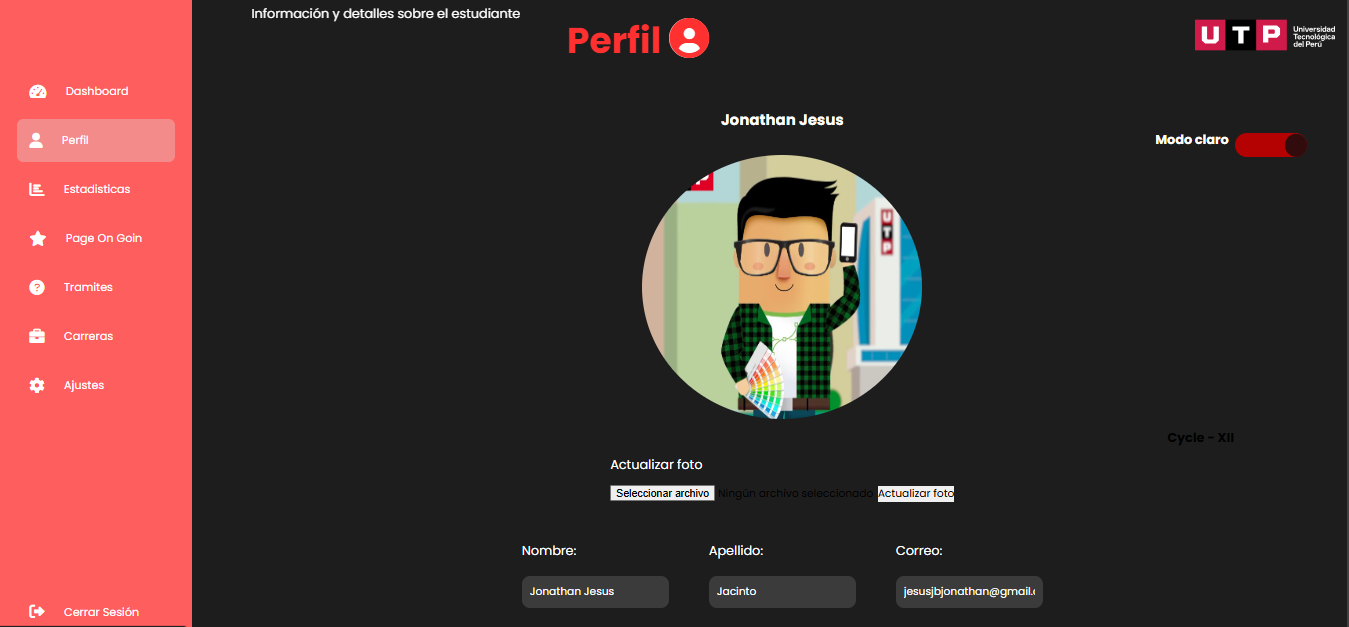 Información y detalles sobre el estudiante
Perfil
UTP
Universidad
Tecnológica
del Perú
Dashboard
Perfil
Estadisticas
Page On Goin
Tramites
Carreras
Ajustes
Cerrar Sesión
Jonathan Jesus
Modo claro
P
UTP
Cycle - XII
Actualizar foto
Seleccionar archivo Ningún archivo seleccionado Actualizar foto
Nombre: Apellido: Correo:
Jonathan Jesus Jacinto jesusjbjonathan@gmail.